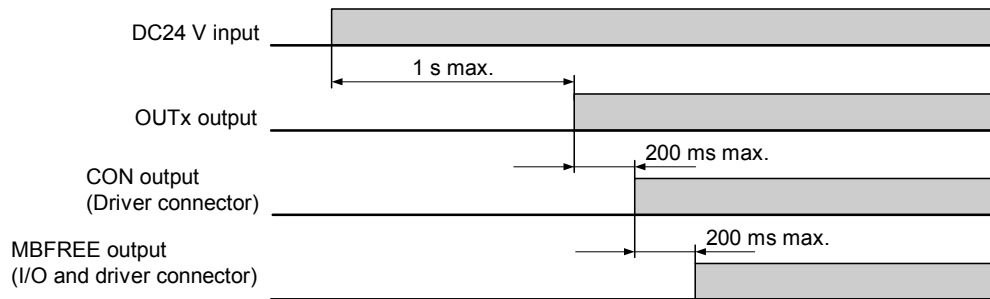 DC24 V input
1 s max.
OUTx output
200 ms max.
CON output
(Driver connector)
200 ms max.
MBFREE output
(I/O and driver connector)